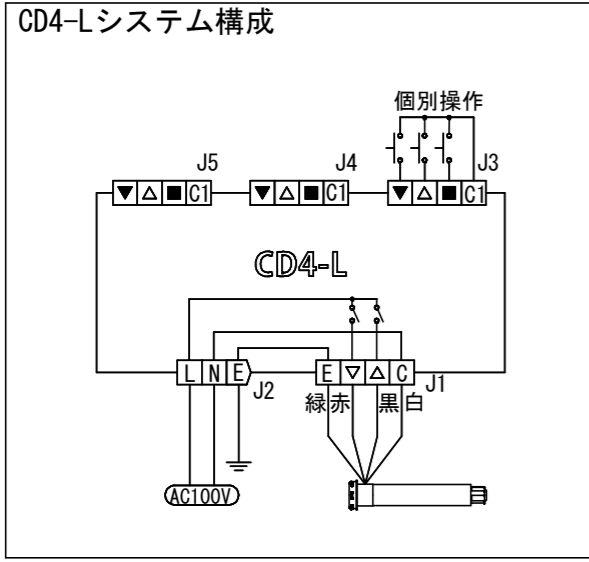 CD4-Lシステム構成
個別操作
J5 J4 J3
▼△■C1 ▼△■C1 ▼△■C1
CD4-L
L N E J2 E ▽ △ C J1
緑 赤 黒 白
AC100V